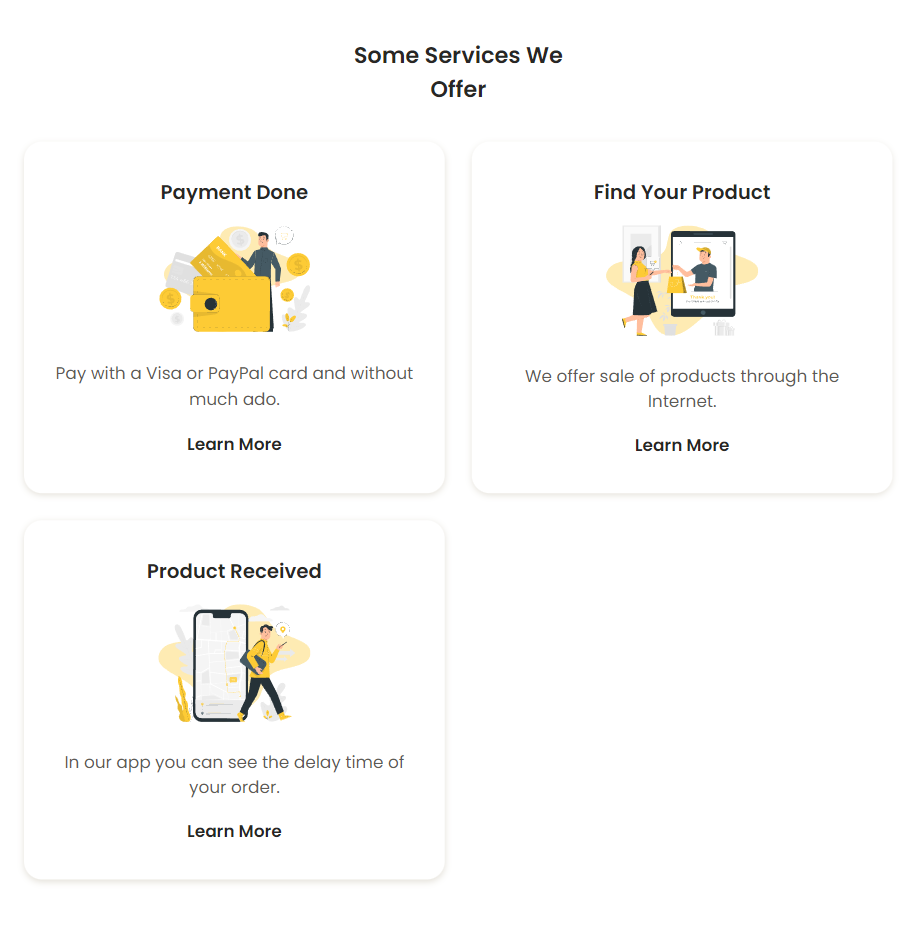 Some Services We
Offer
Payment Done
Pay with a Visa or PayPal card and without
much ado.
Learn More
Find Your Product
We offer sale of products through the
Internet.
Learn More
Product Received
In our app you can see the delay time of
your order.
Learn More